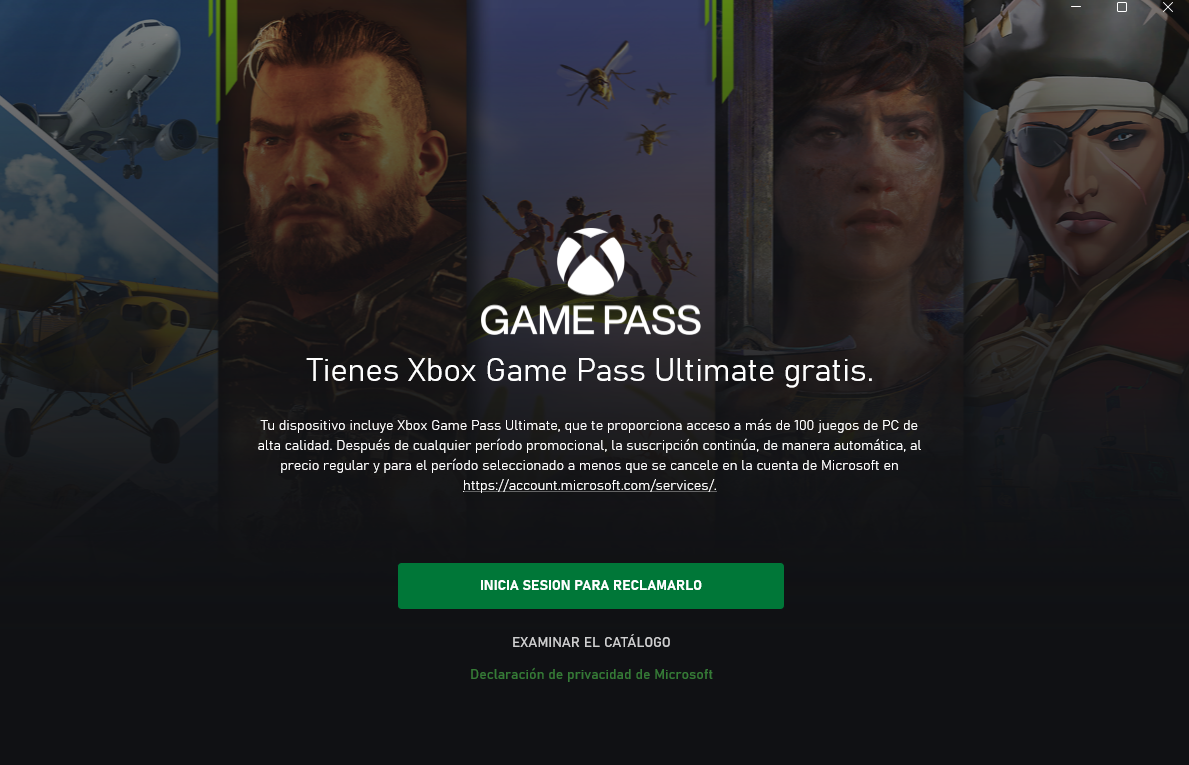 GAME PASS
Tienes Xbox Game Pass Ultimate gratis.
Tu dispositivo incluye Xbox Game Pass Ultimate, que te proporciona acceso a más de 100 juegos de PC de
alta calidad. Después de cualquier período promocional, la suscripción continúa, de manera automática, al
precio regular y para el período seleccionado a menos que se cancele en la cuenta de Microsoft en
https://account.microsoft.com/services/.
INICIA SESION PARA RECLAMARLO
EXAMINAR EL CATÁLOGO
Declaración de privacidad de Microsoft